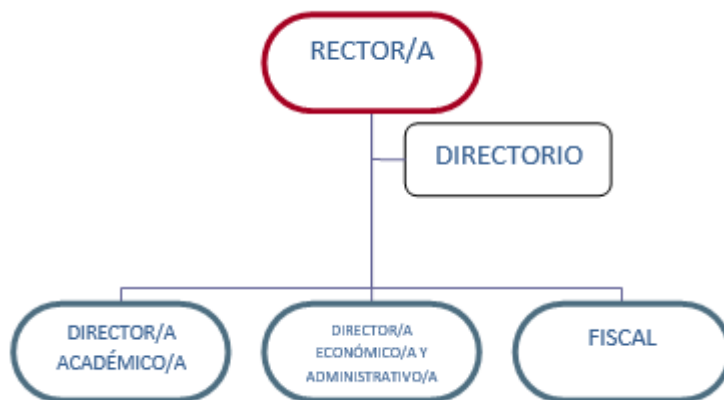 RECTOR/A
DIRECTORIO
DIRECTOR/A
ACADÉMICO/A
DIRECTOR/A
ECONÓMICO/A Y
ADMINISTRATIVO/A
FISCAL